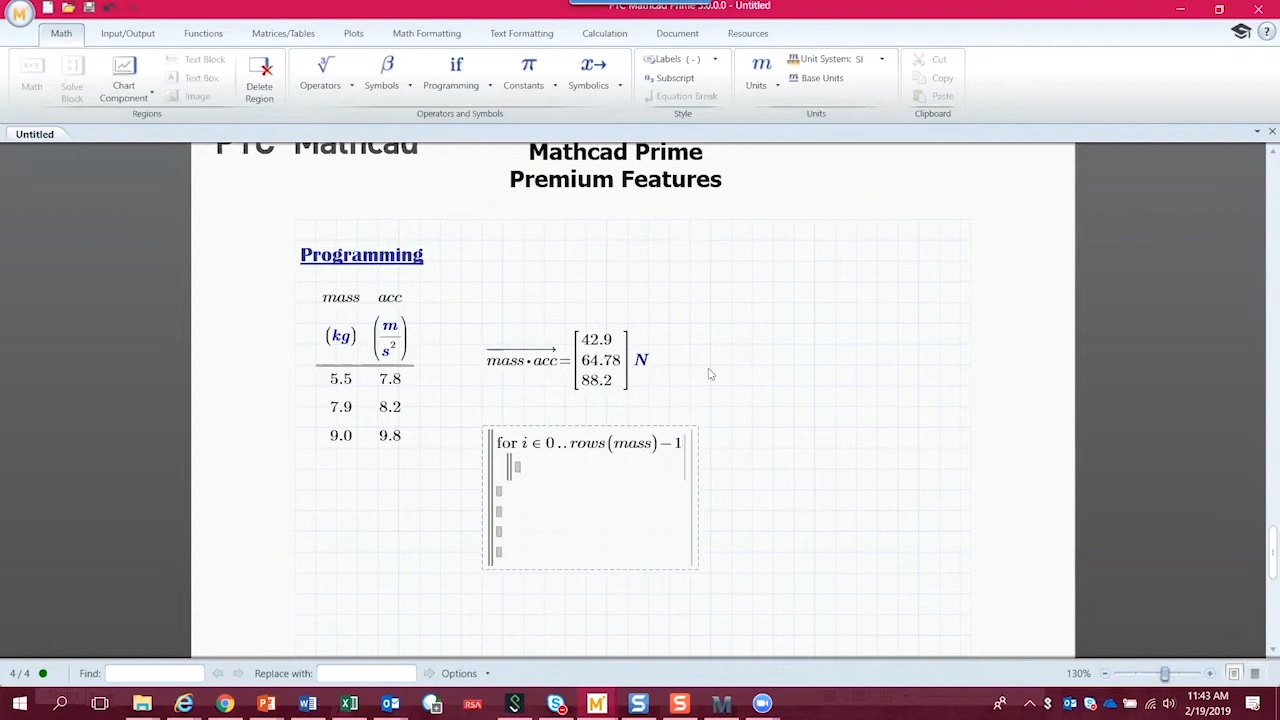 PTC Mathcad Prime 5.0.0.0 - Untitled
Math Input/Output Functions Matrices/Tables Plots Math Formatting Text Formatting Calculation Document Resources
Math
Solve Block
Chart Component
Text Block
Text Box
Image
Delete Region
Regions
Operators
Symbols
Programming
Constants
Symbolics
Operators and Symbols
Labels ( - )
Subscript
Equation Break
Style
Units
Unit System: SI
Base Units
Units
Cut
Copy
Paste
Clipboard
Untitled
PTC Mathcad
Mathcad Prime
Premium Features
Programming
mass acc
(kg) (m/s²)
5.5 7.8
7.9 8.2
9.0 9.8
mass·acc = [42.9 64.78 88.2] N
for i ∈ 0..rows(mass)−1
4 / 4 Find: Replace with: Options 130%
11:43 AM
2/19/2019